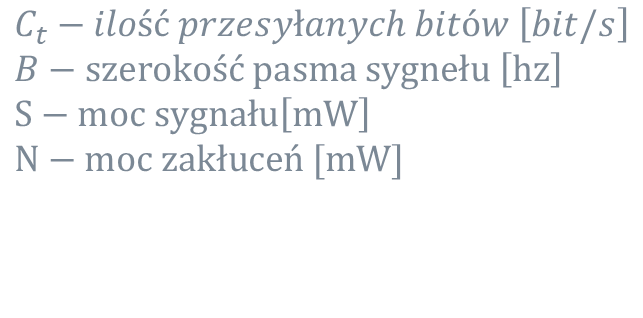 Cₜ − ilość przesyłanych bitów [bit/s]
B − szerokość pasma sygnełu [hz]
S − moc sygnału[mW]
N − moc zakłuceń [mW]